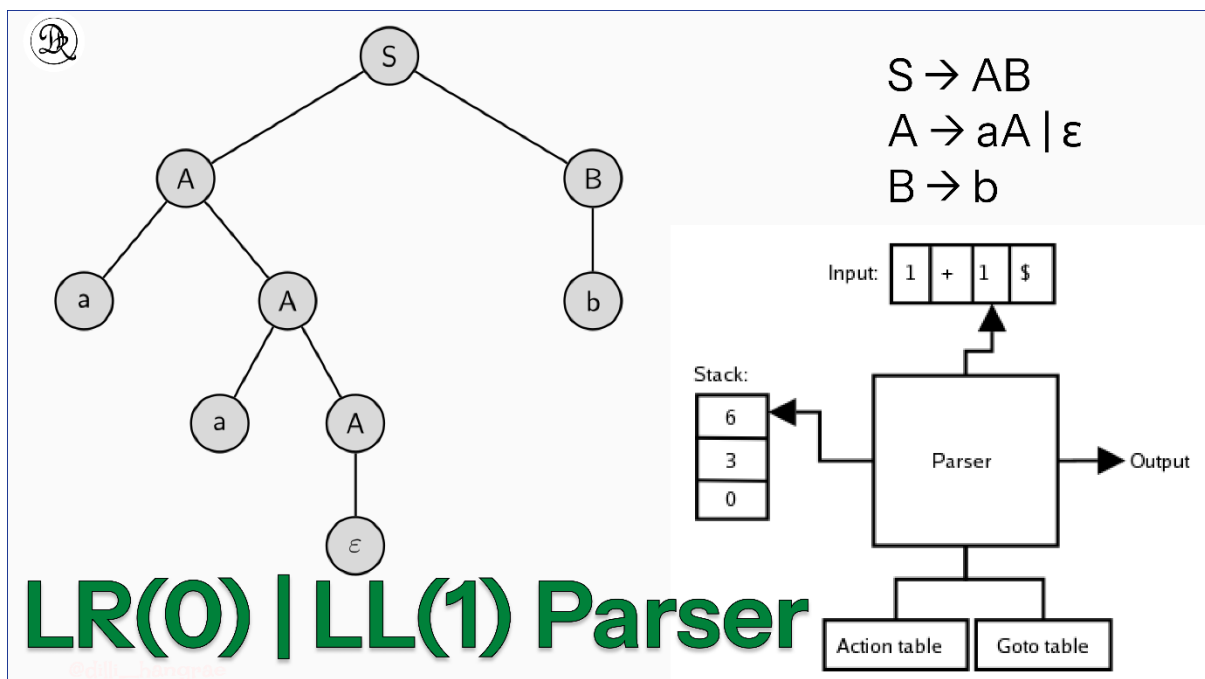 S
A
B
a
A
b
a
A
ε
S → AB
A → aA | ε
B → b
Input: 1 + 1 $
Stack:
6
3
0
Parser
Output
Action table
Goto table
LR(0) | LL(1) Parser